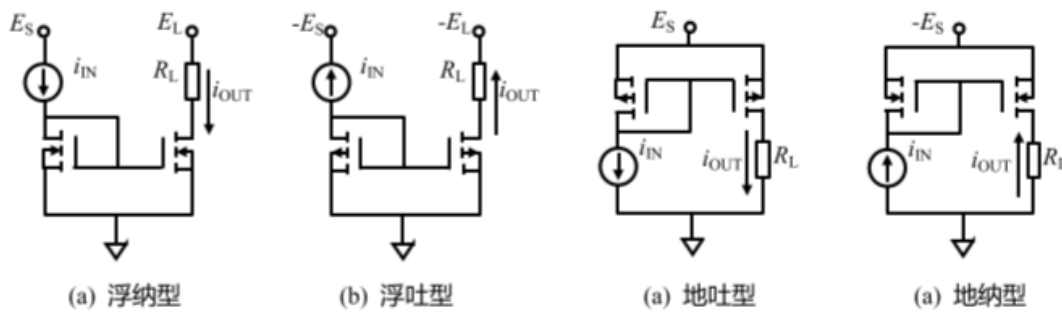 E_S E_L -E_S -E_L E_S -E_S
i_IN R_L i_OUT i_IN R_L i_OUT
i_IN i_OUT R_L i_IN i_OUT R_L
(a) 浮纳型 (b) 浮吐型 (a) 地吐型 (a) 地纳型